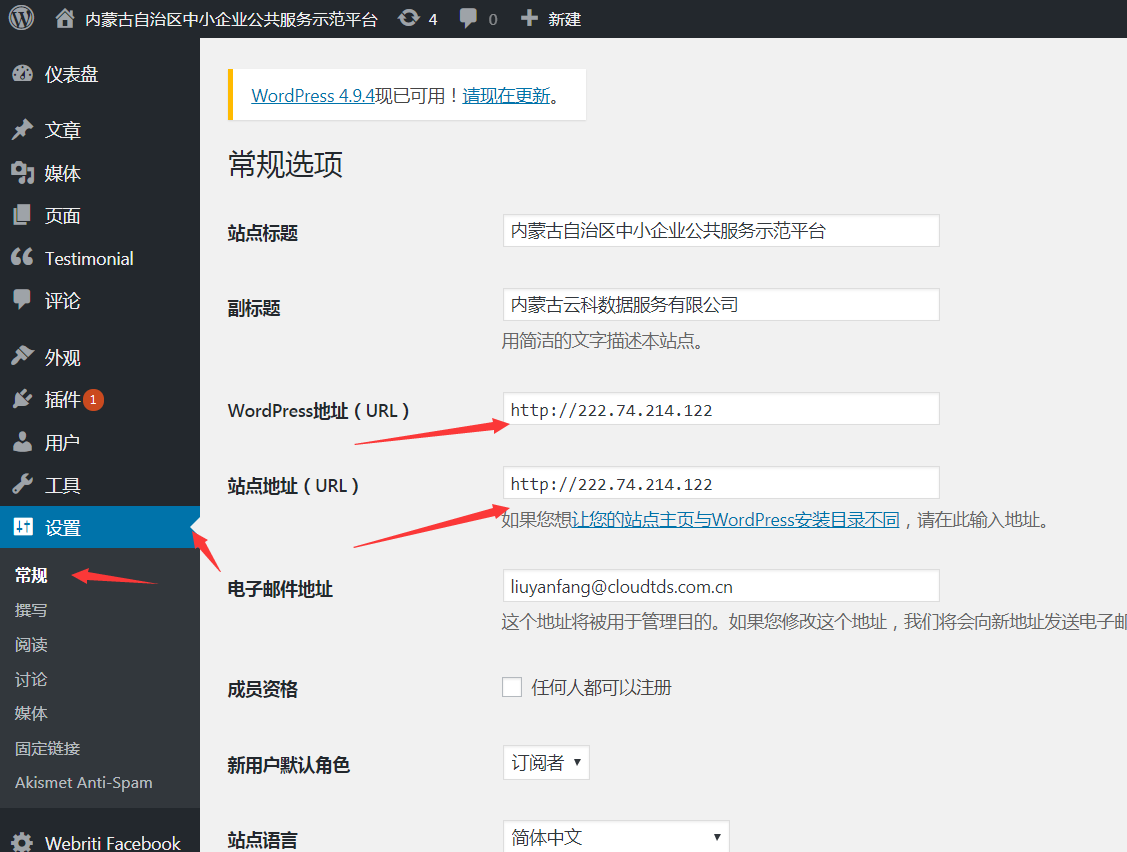 内蒙古自治区中小企业公共服务示范平台 4 0 新建
仪表盘
文章
媒体
页面
Testimonial
评论
外观
插件 1
用户
工具
设置
常规
撰写
阅读
讨论
媒体
固定链接
Akismet Anti-Spam
Webriti Facebook
WordPress 4.9.4现已可用！请现在更新。
常规选项
站点标题 内蒙古自治区中小企业公共服务示范平台
副标题 内蒙古云科数据服务有限公司
用简洁的文字描述本站点。
WordPress地址（URL） http://222.74.214.122
站点地址（URL） http://222.74.214.122
如果您想让您的站点主页与WordPress安装目录不同，请在此输入地址。
电子邮件地址 liuyanfang@cloudtds.com.cn
这个地址将被用于管理目的。如果您修改这个地址，我们将会向新地址发送电子邮
成员资格 任何人都可以注册
新用户默认角色 订阅者
站点语言 简体中文